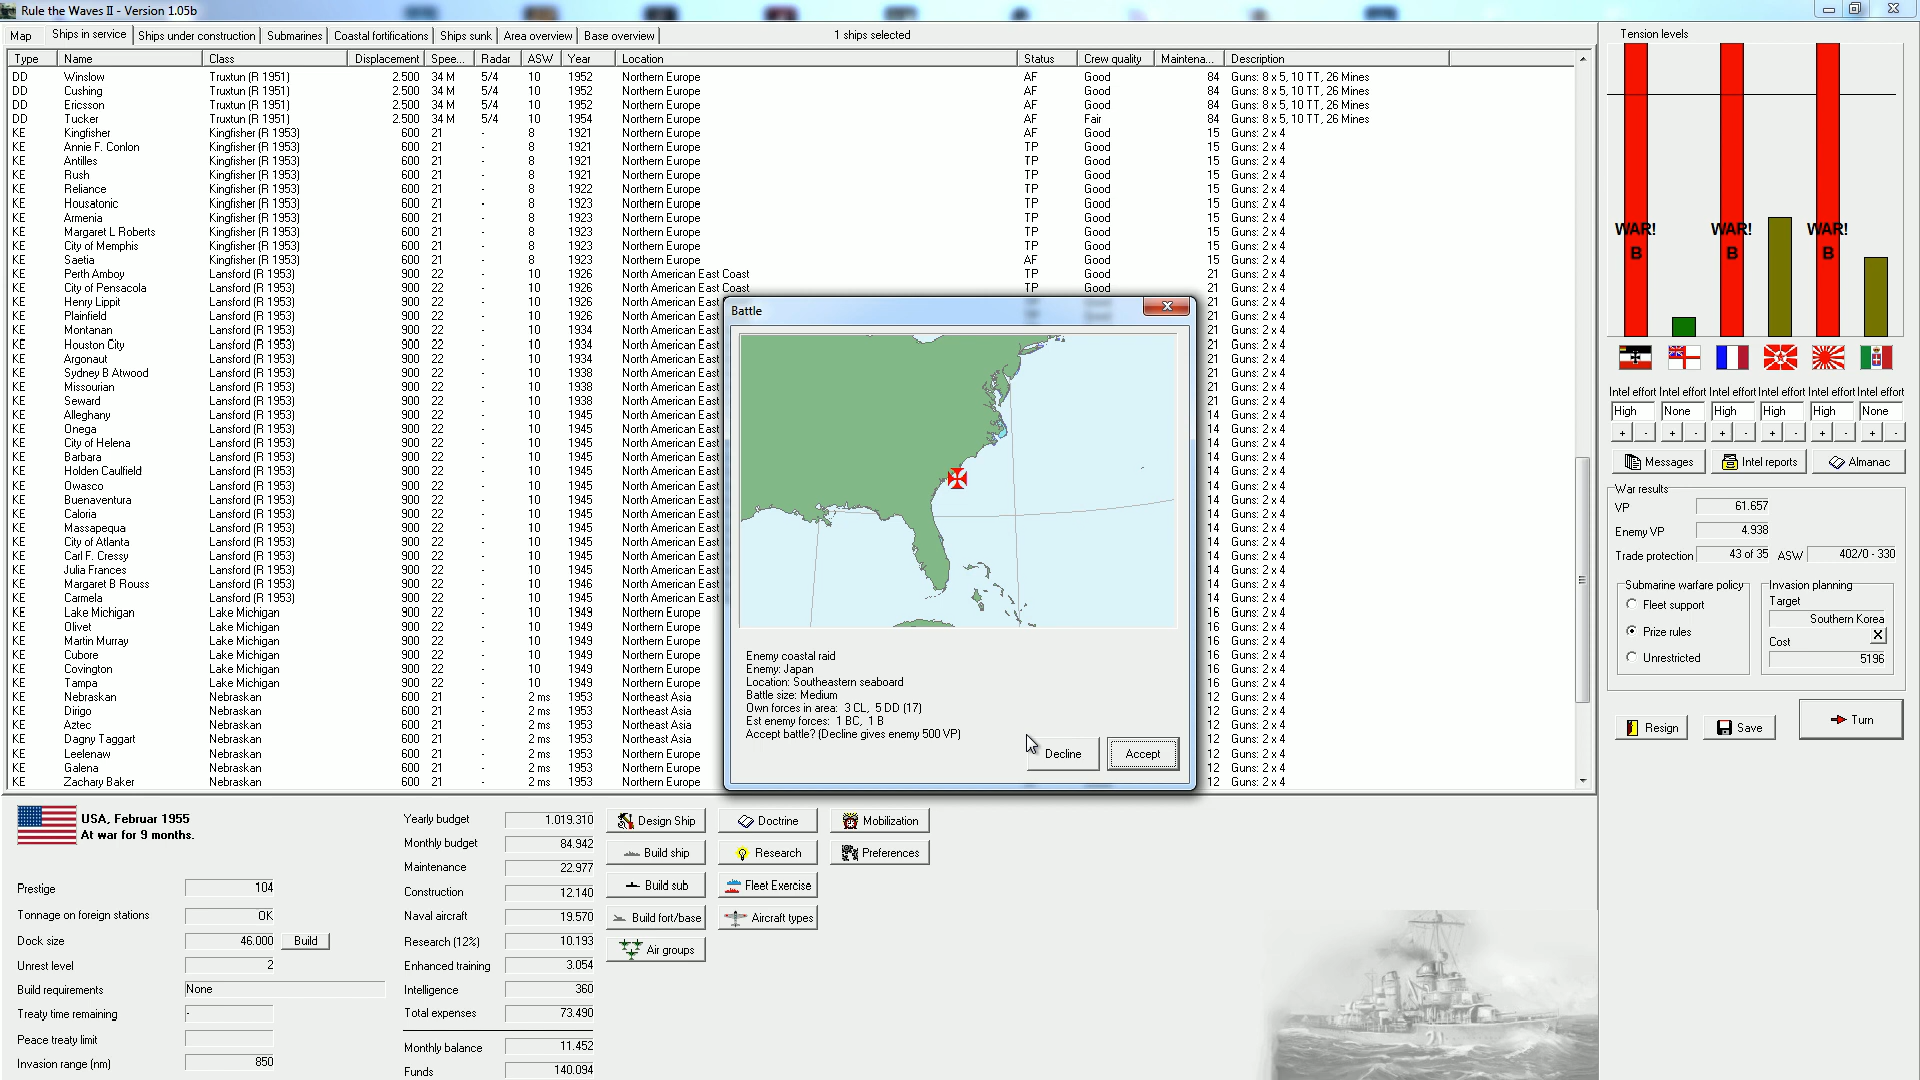 Rule the Waves II - Version 1.05b
Map Ships in service Ships under construction Submarines Coastal fortifications Ships sunk Area overview Base overview 1 ships selected
Type Name Class Displacement Spee... Radar ASW Year Location Status Crew quality Maintena... Description
DD Winslow Truxtun (R 1951) 2.500 34 M 5/4 10 1952 Northern Europe AF Good 84 Guns: 8 x 5, 10 TT, 26 Mines
DD Cushing Truxtun (R 1951) 2.500 34 M 5/4 10 1952 Northern Europe AF Good 84 Guns: 8 x 5, 10 TT, 26 Mines
DD Ericsson Truxtun (R 1951) 2.500 34 M 5/4 10 1952 Northern Europe AF Good 84 Guns: 8 x 5, 10 TT, 26 Mines
DD Tucker Truxtun (R 1951) 2.500 34 M 5/4 10 1954 Northern Europe AF Fair 84 Guns: 8 x 5, 10 TT, 26 Mines
KE Kingfisher Kingfisher (R 1953) 600 21 - 8 1921 Northern Europe AF Good 15 Guns: 2 x 4
KE Annie F. Conlon Kingfisher (R 1953) 600 21 - 8 1921 Northern Europe TP Good 15 Guns: 2 x 4
KE Antilles Kingfisher (R 1953) 600 21 - 8 1921 Northern Europe TP Good 15 Guns: 2 x 4
KE Rush Kingfisher (R 1953) 600 21 - 8 1921 Northern Europe TP Good 15 Guns: 2 x 4
KE Reliance Kingfisher (R 1953) 600 21 - 8 1922 Northern Europe TP Good 15 Guns: 2 x 4
KE Housatonic Kingfisher (R 1953) 600 21 - 8 1923 Northern Europe TP Good 15 Guns: 2 x 4
KE Armenia Kingfisher (R 1953) 600 21 - 8 1923 Northern Europe TP Good 15 Guns: 2 x 4
KE Margaret L Roberts Kingfisher (R 1953) 600 21 - 8 1923 Northern Europe TP Good 15 Guns: 2 x 4
KE City of Memphis Kingfisher (R 1953) 600 21 - 8 1923 Northern Europe TP Good 15 Guns: 2 x 4
KE Saetia Kingfisher (R 1953) 600 21 - 8 1923 Northern Europe AF Good 15 Guns: 2 x 4
KE Perth Amboy Lansford (R 1953) 900 22 - 10 1926 North American East Coast TP Good 21 Guns: 2 x 4
KE City of Pensacola Lansford (R 1953) 900 22 - 10 1926 North American East Coast TP Good 21 Guns: 2 x 4
KE Henry Lippit Lansford (R 1953) 900 22 - 10 1926 North American East 21 Guns: 2 x 4
KE Plainfield Lansford (R 1953) 900 22 - 10 1926 North American East 21 Guns: 2 x 4
KE Montanan Lansford (R 1953) 900 22 - 10 1934 North American East 21 Guns: 2 x 4
KE Houston City Lansford (R 1953) 900 22 - 10 1934 North American East 21 Guns: 2 x 4
KE Argonaut Lansford (R 1953) 900 22 - 10 1934 North American East 21 Guns: 2 x 4
KE Sydney B Atwood Lansford (R 1953) 900 22 - 10 1938 North American East 21 Guns: 2 x 4
KE Missourian Lansford (R 1953) 900 22 - 10 1938 North American East 21 Guns: 2 x 4
KE Seward Lansford (R 1953) 900 22 - 10 1938 North American East 21 Guns: 2 x 4
KE Alleghany Lansford (R 1953) 900 22 - 10 1945 North American East 14 Guns: 2 x 4
KE Onega Lansford (R 1953) 900 22 - 10 1945 North American East 14 Guns: 2 x 4
KE City of Helena Lansford (R 1953) 900 22 - 10 1945 North American East 14 Guns: 2 x 4
KE Barbara Lansford (R 1953) 900 22 - 10 1945 North American East 14 Guns: 2 x 4
KE Holden Caulfield Lansford (R 1953) 900 22 - 10 1945 North American East 14 Guns: 2 x 4
KE Owasco Lansford (R 1953) 900 22 - 10 1945 North American East 14 Guns: 2 x 4
KE Buenaventura Lansford (R 1953) 900 22 - 10 1945 North American East 14 Guns: 2 x 4
KE Caloria Lansford (R 1953) 900 22 - 10 1945 North American East 14 Guns: 2 x 4
KE Massapequa Lansford (R 1953) 900 22 - 10 1945 North American East 14 Guns: 2 x 4
KE City of Atlanta Lansford (R 1953) 900 22 - 10 1945 North American East 14 Guns: 2 x 4
KE Carl F. Cressy Lansford (R 1953) 900 22 - 10 1945 North American East 14 Guns: 2 x 4
KE Julia Frances Lansford (R 1953) 900 22 - 10 1945 North American East 14 Guns: 2 x 4
KE Margaret B Rouss Lansford (R 1953) 900 22 - 10 1946 North American East 14 Guns: 2 x 4
KE Carmela Lansford (R 1953) 900 22 - 10 1945 North American East 14 Guns: 2 x 4
KE Lake Michigan Lake Michigan 900 22 - 10 1949 Northern Europe 16 Guns: 2 x 4
KE Olivet Lake Michigan 900 22 - 10 1949 Northern Europe 16 Guns: 2 x 4
KE Martin Murray Lake Michigan 900 22 - 10 1949 Northern Europe 16 Guns: 2 x 4
KE Cubore Lake Michigan 900 22 - 10 1949 Northern Europe 16 Guns: 2 x 4
KE Covington Lake Michigan 900 22 - 10 1949 Northern Europe 16 Guns: 2 x 4
KE Tampa Lake Michigan 900 22 - 10 1949 Northern Europe 16 Guns: 2 x 4
KE Nebraskan Nebraskan 600 21 - 2 ms 1953 Northeast Asia 12 Guns: 2 x 4
KE Dirigo Nebraskan 600 21 - 2 ms 1953 Northeast Asia 12 Guns: 2 x 4
KE Aztec Nebraskan 600 21 - 2 ms 1953 Northeast Asia 12 Guns: 2 x 4
KE Dagny Taggart Nebraskan 600 21 - 2 ms 1953 Northeast Asia 12 Guns: 2 x 4
KE Leelenaw Nebraskan 600 21 - 2 ms 1953 Northern Europe 12 Guns: 2 x 4
KE Galena Nebraskan 600 21 - 2 ms 1953 Northern Europe 12 Guns: 2 x 4
KE Zachary Baker Nebraskan 600 21 - 2 ms 1953 Northern Europe 12 Guns: 2 x 4
Battle
Enemy coastal raid
Enemy: Japan
Location: Southeastern seaboard
Battle size: Medium
Own forces in area: 3 CL, 5 DD (17)
Est enemy forces: 1 BC, 1 B
Accept battle? (Decline gives enemy 500 VP)
Decline Accept
Tension levels
WAR! WAR! WAR!
B B B
Intel effort Intel effort Intel effort Intel effort Intel effort Intel effort
High None High High High None
+ - + - + - + - + - + -
Messages Intel reports Almanac
War results
VP 61.657
Enemy VP 4.938
Trade protection 43 of 35 ASW 402/0 - 330
Submarine warfare policy
Fleet support
Prize rules
Unrestricted
Invasion planning
Target
Southern Korea
Cost X
5196
Resign Save Turn
USA, Februar 1955
At war for 9 months.
Prestige 104
Tonnage on foreign stations OK
Dock size 46.000 Build
Unrest level 2
Build requirements None
Treaty time remaining -
Peace treaty limit
Invasion range (nm) 850
Yearly budget 1.019.310
Monthly budget 84.942
Maintenance 22.977
Construction 12.140
Naval aircraft 19.570
Research (12%) 10.193
Enhanced training 3.054
Intelligence 360
Total expenses 73.490
Monthly balance 11.452
Funds 140.094
Design Ship Doctrine Mobilization
Build ship Research Preferences
Build sub Fleet Exercise
Build fort/base Aircraft types
Air groups